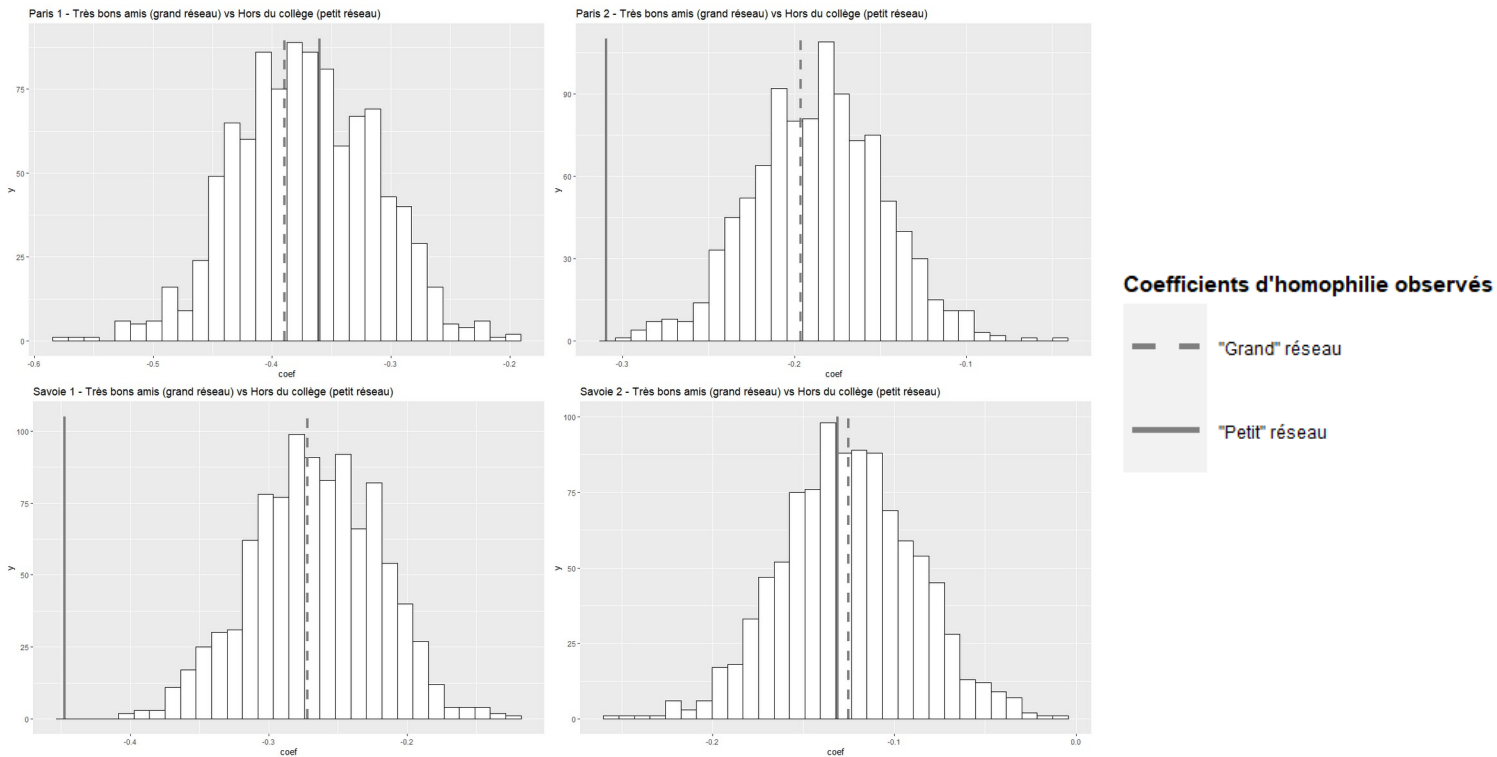 Paris 1 - Très bons amis (grand réseau) vs Hors du collège (petit réseau)
75
50
25
0
y
-0.6
-0.5
-0.4
-0.3
-0.2
coef
Paris 2 - Très bons amis (grand réseau) vs Hors du collège (petit réseau)
90
60
30
0
y
-0.3
-0.2
-0.1
coef
Savoie 1 - Très bons amis (grand réseau) vs Hors du collège (petit réseau)
100
75
50
25
0
y
-0.4
-0.3
-0.2
coef
Savoie 2 - Très bons amis (grand réseau) vs Hors du collège (petit réseau)
100
75
50
25
0
y
-0.2
-0.1
0.0
coef
Coefficients d'homophilie observés
"Grand" réseau
"Petit" réseau